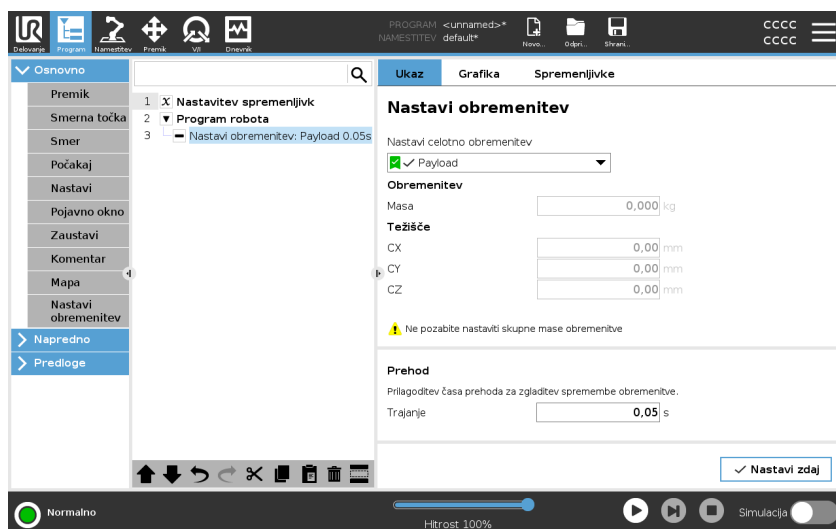 UR
PROGRAM <unnamed>*
NAMESTITEV default*
CCCC
CCCC
Delovanje Program Namestitev Premik V/I Dnevnik Novo... Odpri... Shrani...
Osnovno
Premik
Smerna točka
Smer
Počakaj
Nastavi
Pojavno okno
Zaustavi
Komentar
Mapa
Nastavi
obremenitev
Napredno
Predloge
1 X Nastavitev spremenljivk
2 Program robota
3 Nastavi obremenitev: Payload 0.05s
Ukaz Grafika Spremenljivke
Nastavi obremenitev
Nastavi celotno obremenitev
Payload
Obremenitev
Masa 0,000 kg
Težišče
CX 0,00 mm
CY 0,00 mm
CZ 0,00 mm
Ne pozabite nastaviti skupne mase obremenitve
Prehod
Prilagoditev časa prehoda za zgladitev spremembe obremenitve.
Trajanje 0,05 s
Nastavi zdaj
Normalno
Hitrost 100%
Simulacija